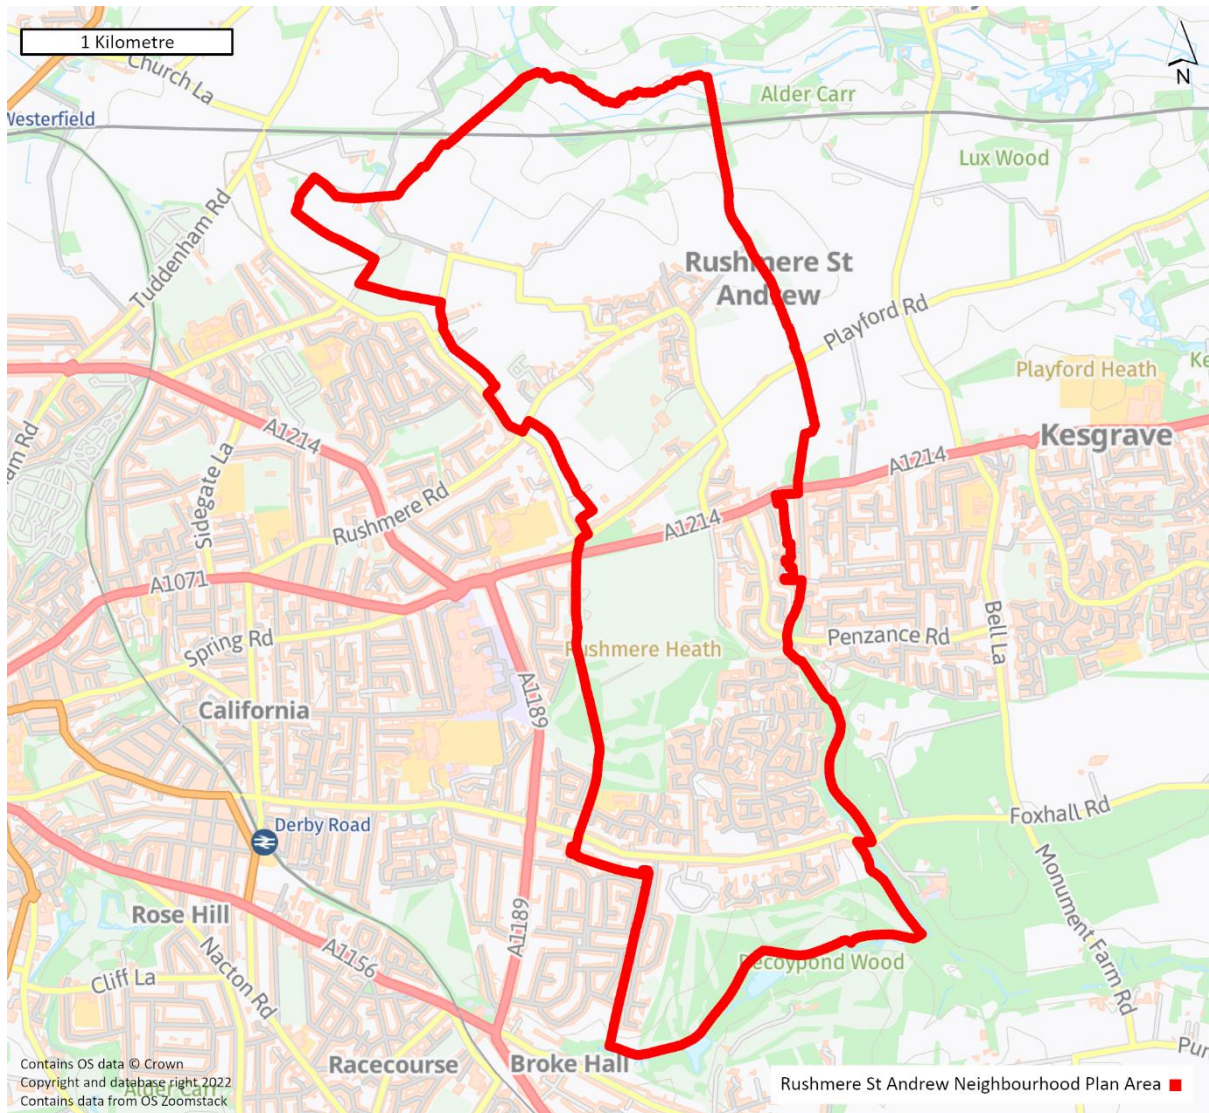 1 Kilometre
Church La
Westerfield
Alder Carr
N
Lux Wood
Tuddenham Rd
Rushmere St
Andrew
Playford Rd
Playford Heath
A1214
Kesgrave
A1214
Sidegate La
Rushmere Rd
A1214
A1071
Spring Rd
Rushmere Heath
Penzance Rd
Bell La
A1189
California
Derby Road
Foxhall Rd
Monument Farm Rd
Rose Hill
A1189
Nacton Rd
A1156
Decoypond Wood
Cliff La
Racecourse
Broke Hall
Alder Carr
Contains OS data © Crown
Copyright and database right 2022
Contains data from OS Zoomstack
Rushmere St Andrew Neighbourhood Plan Area